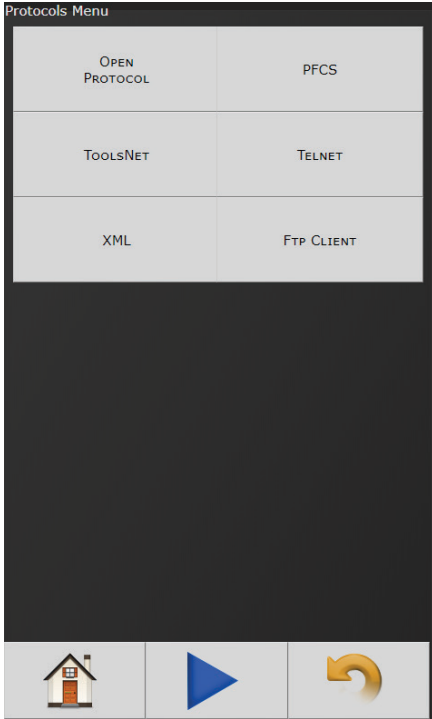 Protocols Menu
Open
Protocol
PFCS
ToolsNet
Telnet
XML
Ftp Client